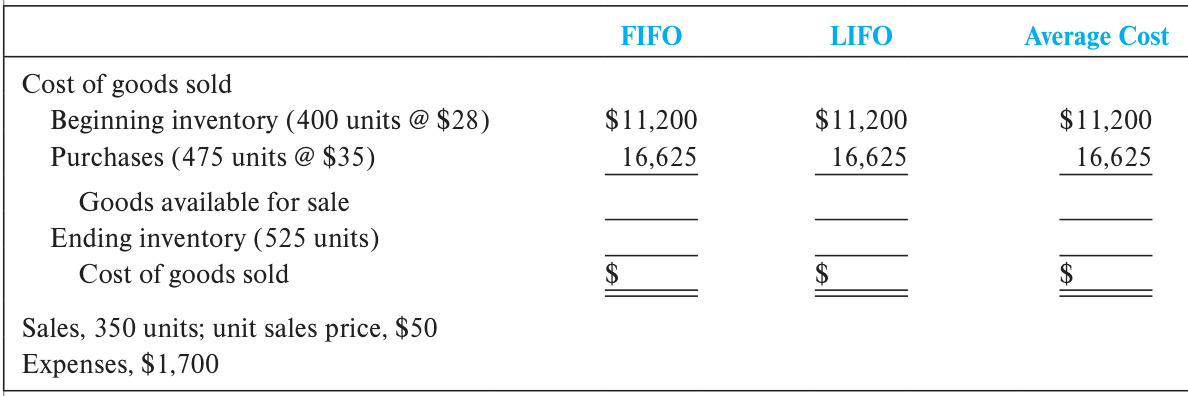 FIFO LIFO Average Cost
Cost of goods sold
Beginning inventory (400 units @ $28) $11,200 $11,200 $11,200
Purchases (475 units @ $35) 16,625 16,625 16,625
Goods available for sale
Ending inventory (525 units)
Cost of goods sold $ $ $
Sales, 350 units; unit sales price, $50
Expenses, $1,700